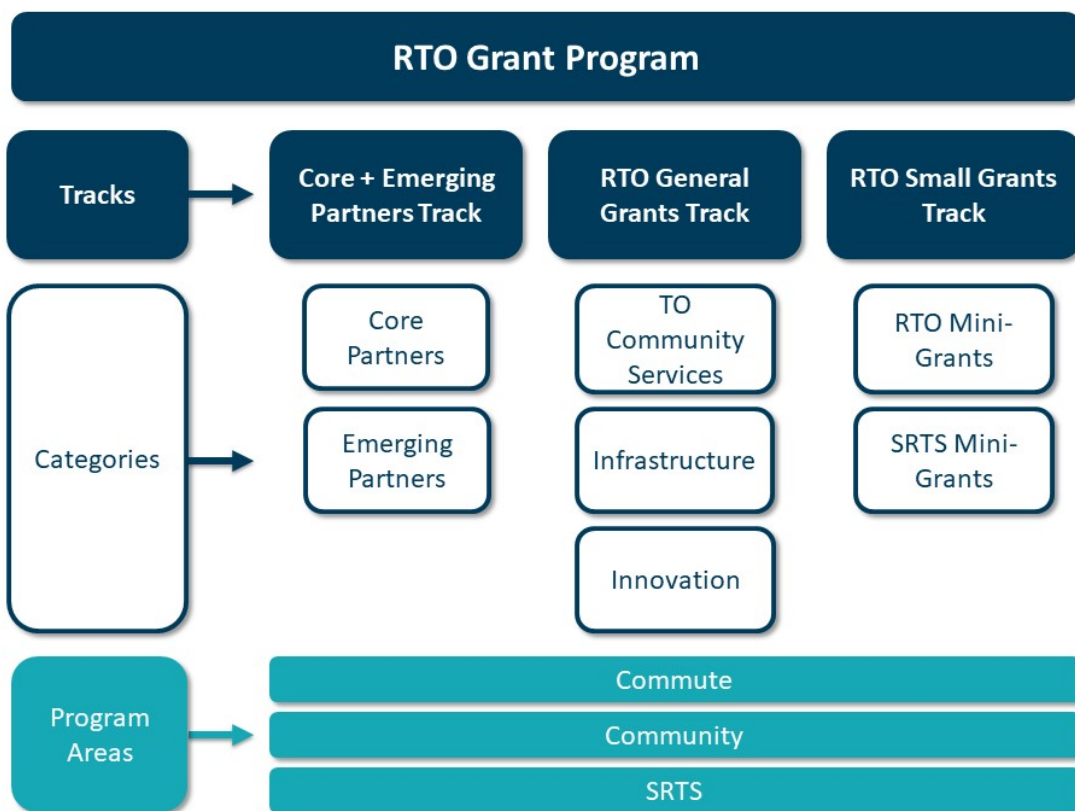 RTO Grant Program
Tracks
Core + Emerging
Partners Track
RTO General
Grants Track
RTO Small Grants
Track
Categories
Core
Partners
TO
Community
Services
RTO Mini-
Grants
Emerging
Partners
Infrastructure
SRTS Mini-
Grants
Innovation
Program
Areas
Commute
Community
SRTS